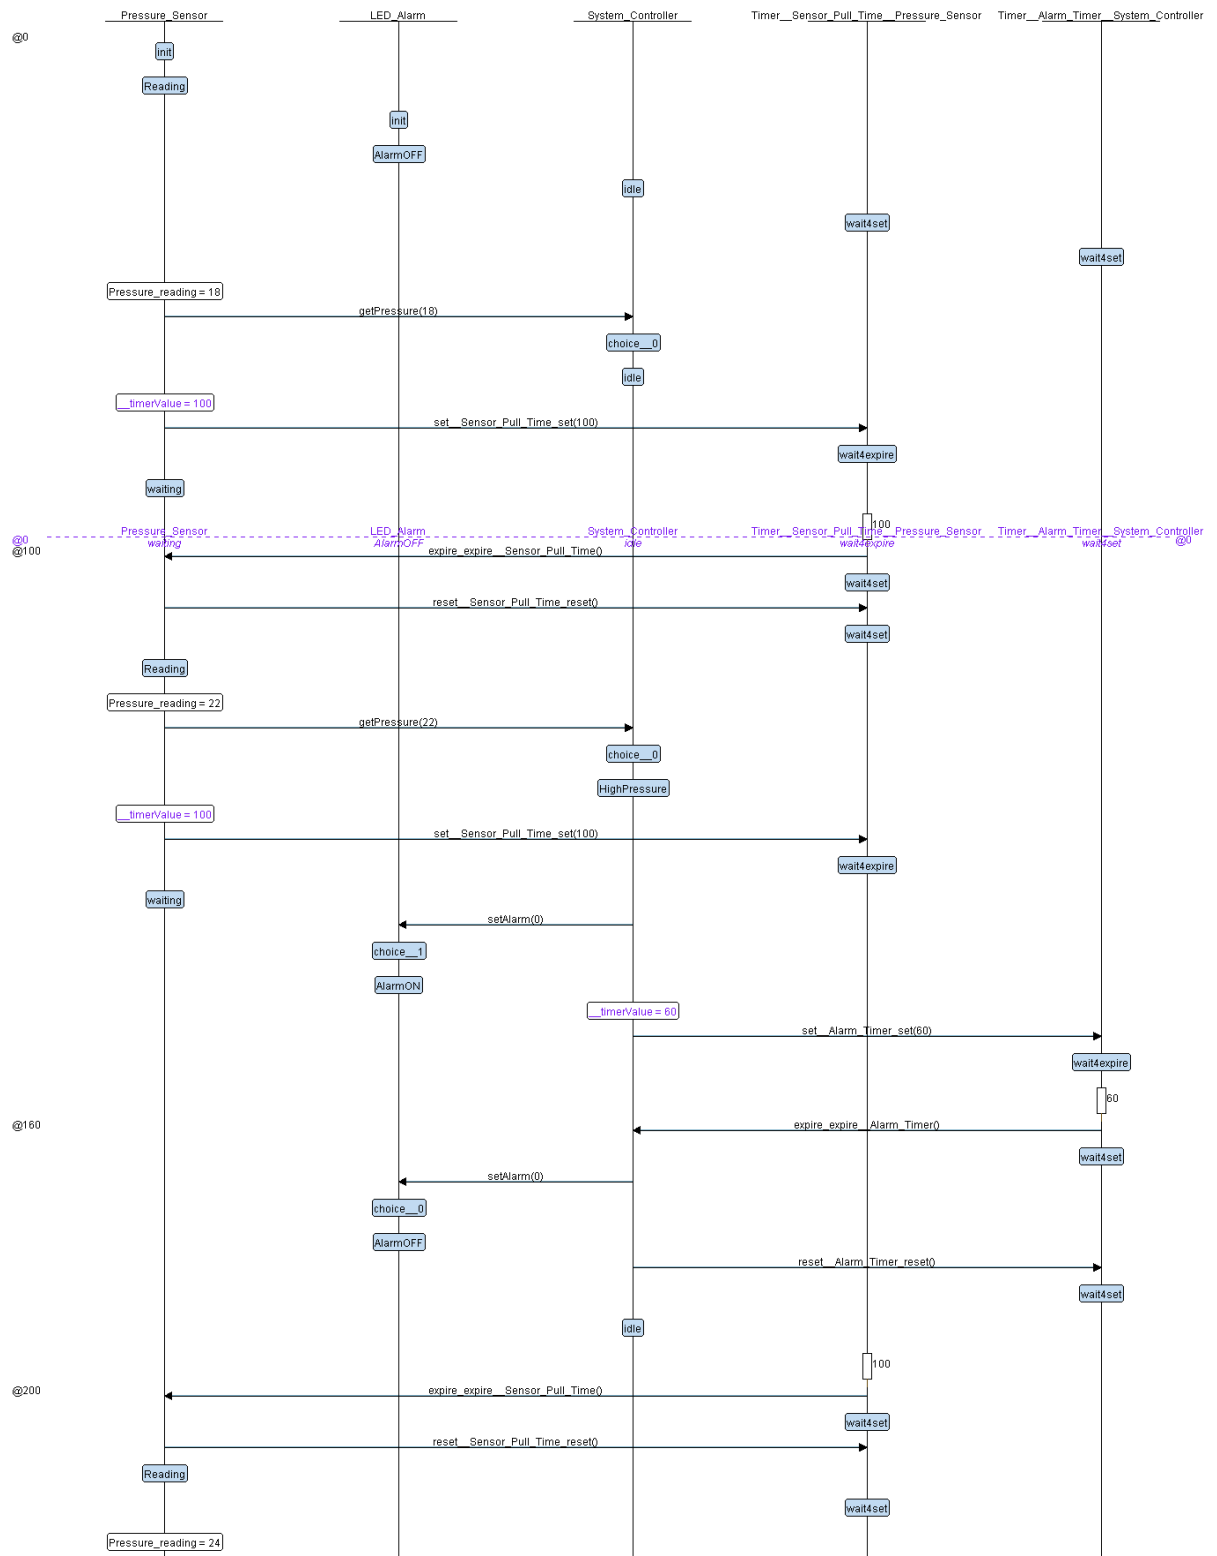 Pressure_Sensor LED_Alarm System_Controller Timer__Sensor_Pull_Time__Pressure_Sensor Timer__Alarm_Timer__System_Controller
@0
init
Reading
init
AlarmOFF
idle
wait4set
wait4set
Pressure_reading = 18
getPressure(18)
choice__0
idle
__timerValue = 100
set__Sensor_Pull_Time_set(100)
wait4expire
waiting
100
Pressure_Sensor LED_Alarm System_Controller Timer__Sensor_Pull_Time__Pressure_Sensor Timer__Alarm_Timer__System_Controller
@0 waiting AlarmOFF idle wait4expire wait4set @0
@100 expire_expire__Sensor_Pull_Time()
wait4set
reset__Sensor_Pull_Time_reset()
wait4set
Reading
Pressure_reading = 22
getPressure(22)
choice__0
HighPressure
__timerValue = 100
set__Sensor_Pull_Time_set(100)
wait4expire
waiting
setAlarm(0)
choice__1
AlarmON
__timerValue = 60
set__Alarm_Timer_set(60)
wait4expire
60
@160 expire_expire__Alarm_Timer()
wait4set
setAlarm(0)
choice__0
AlarmOFF
reset__Alarm_Timer_reset()
wait4set
idle
100
@200 expire_expire__Sensor_Pull_Time()
wait4set
reset__Sensor_Pull_Time_reset()
Reading
wait4set
Pressure_reading = 24